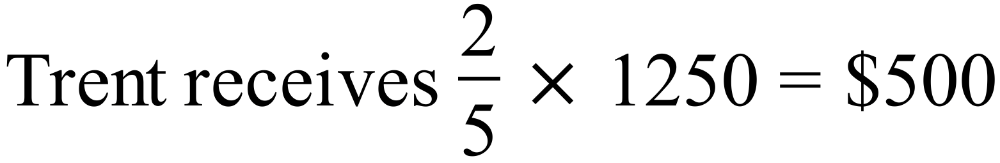 Trent receives 2/5 × 1250 = $500